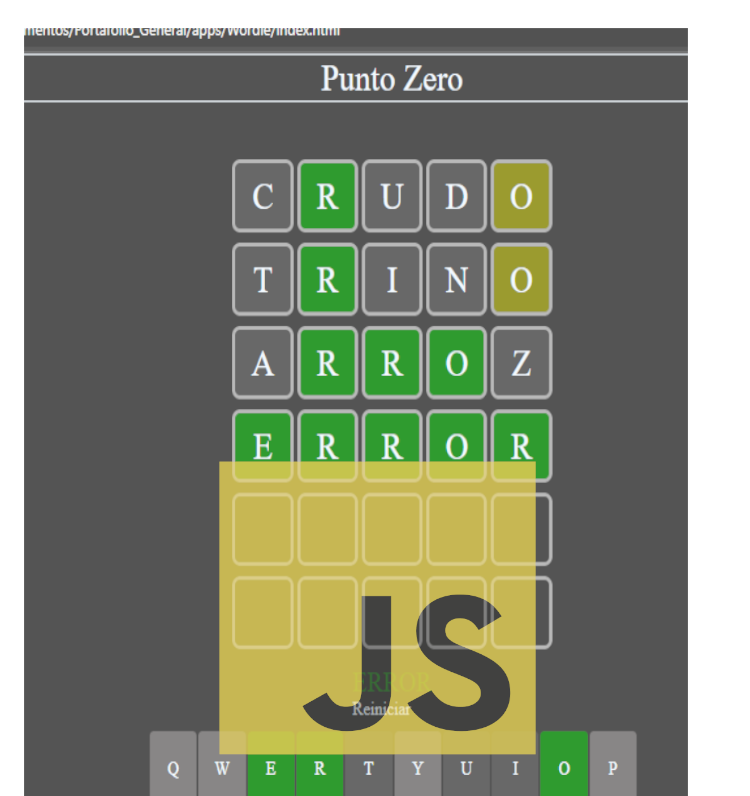 mentos/Portafolio_General/apps/Wordle/index.html
Punto Zero
C R U D O
T R I N O
A R R O Z
E R R O R
ERROR
Reiniciar
JS
Q W E R T Y U I O P